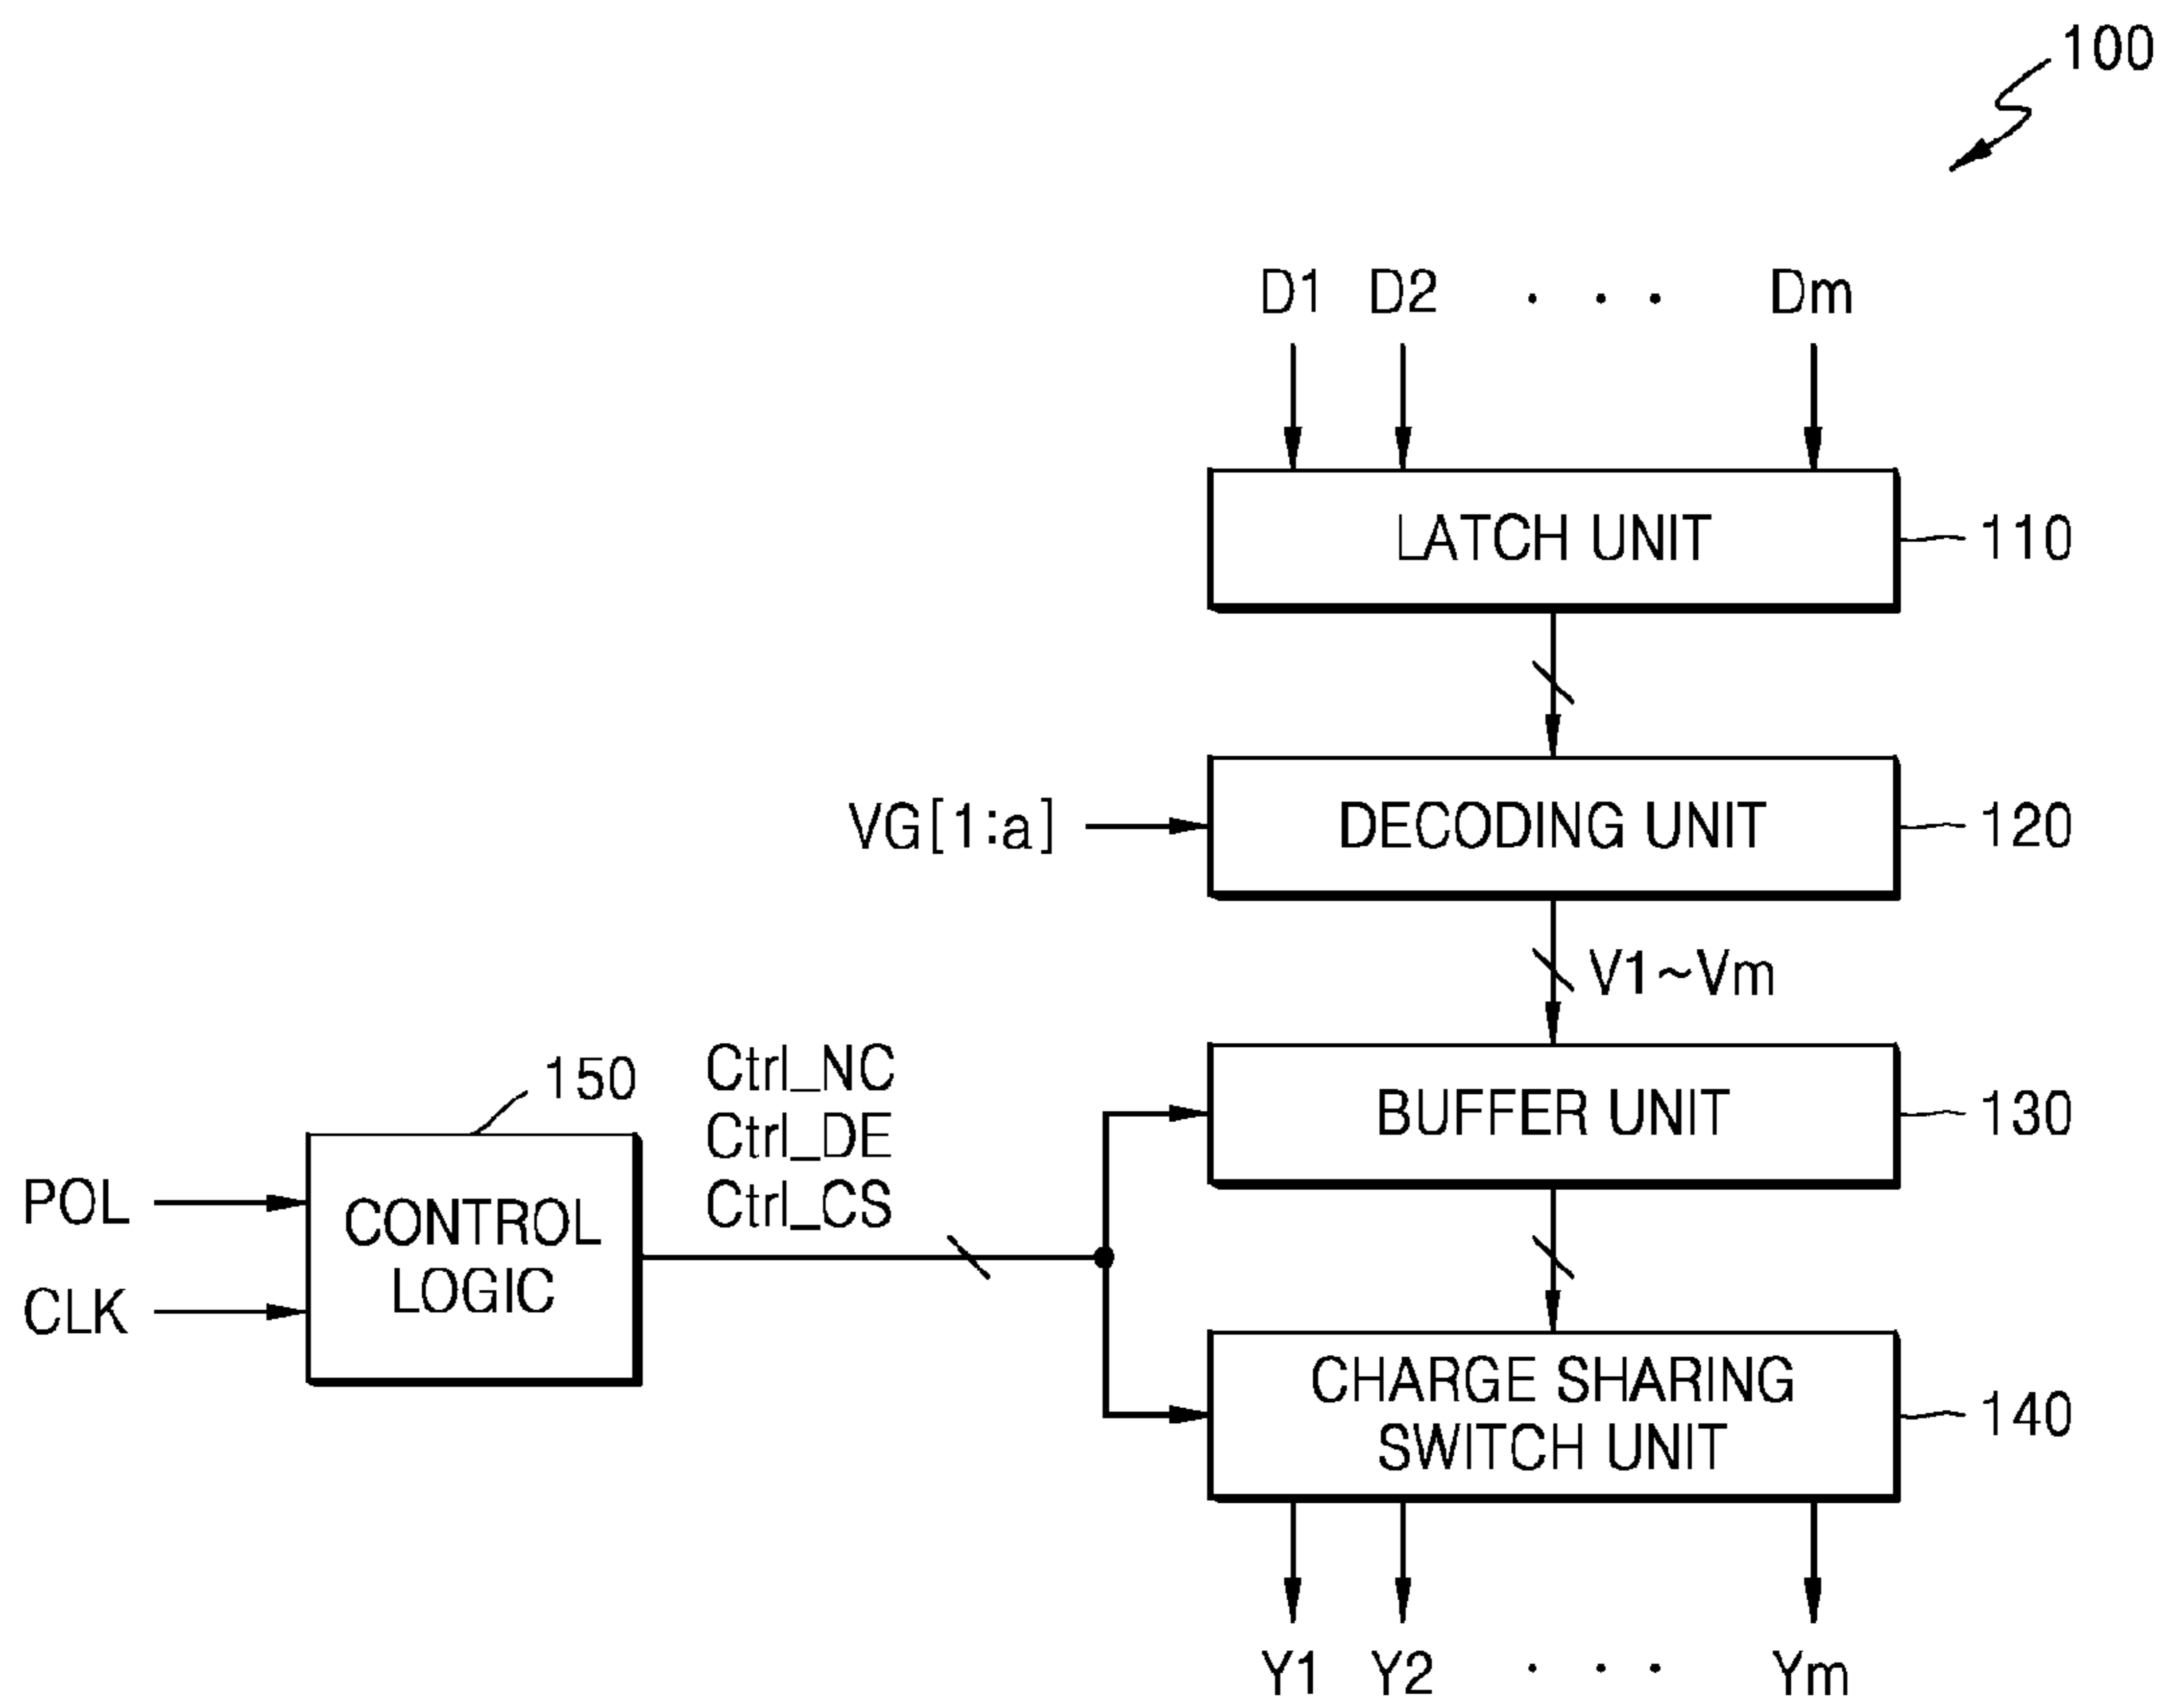 100
D1 D2 · · · Dm
LATCH UNIT
110
VG[1:a]
DECODING UNIT
120
V1~Vm
150
Ctrl_NC
Ctrl_DE
Ctrl_CS
BUFFER UNIT
130
POL
CLK
CONTROL
LOGIC
CHARGE SHARING
SWITCH UNIT
140
Y1 Y2 · · · Ym